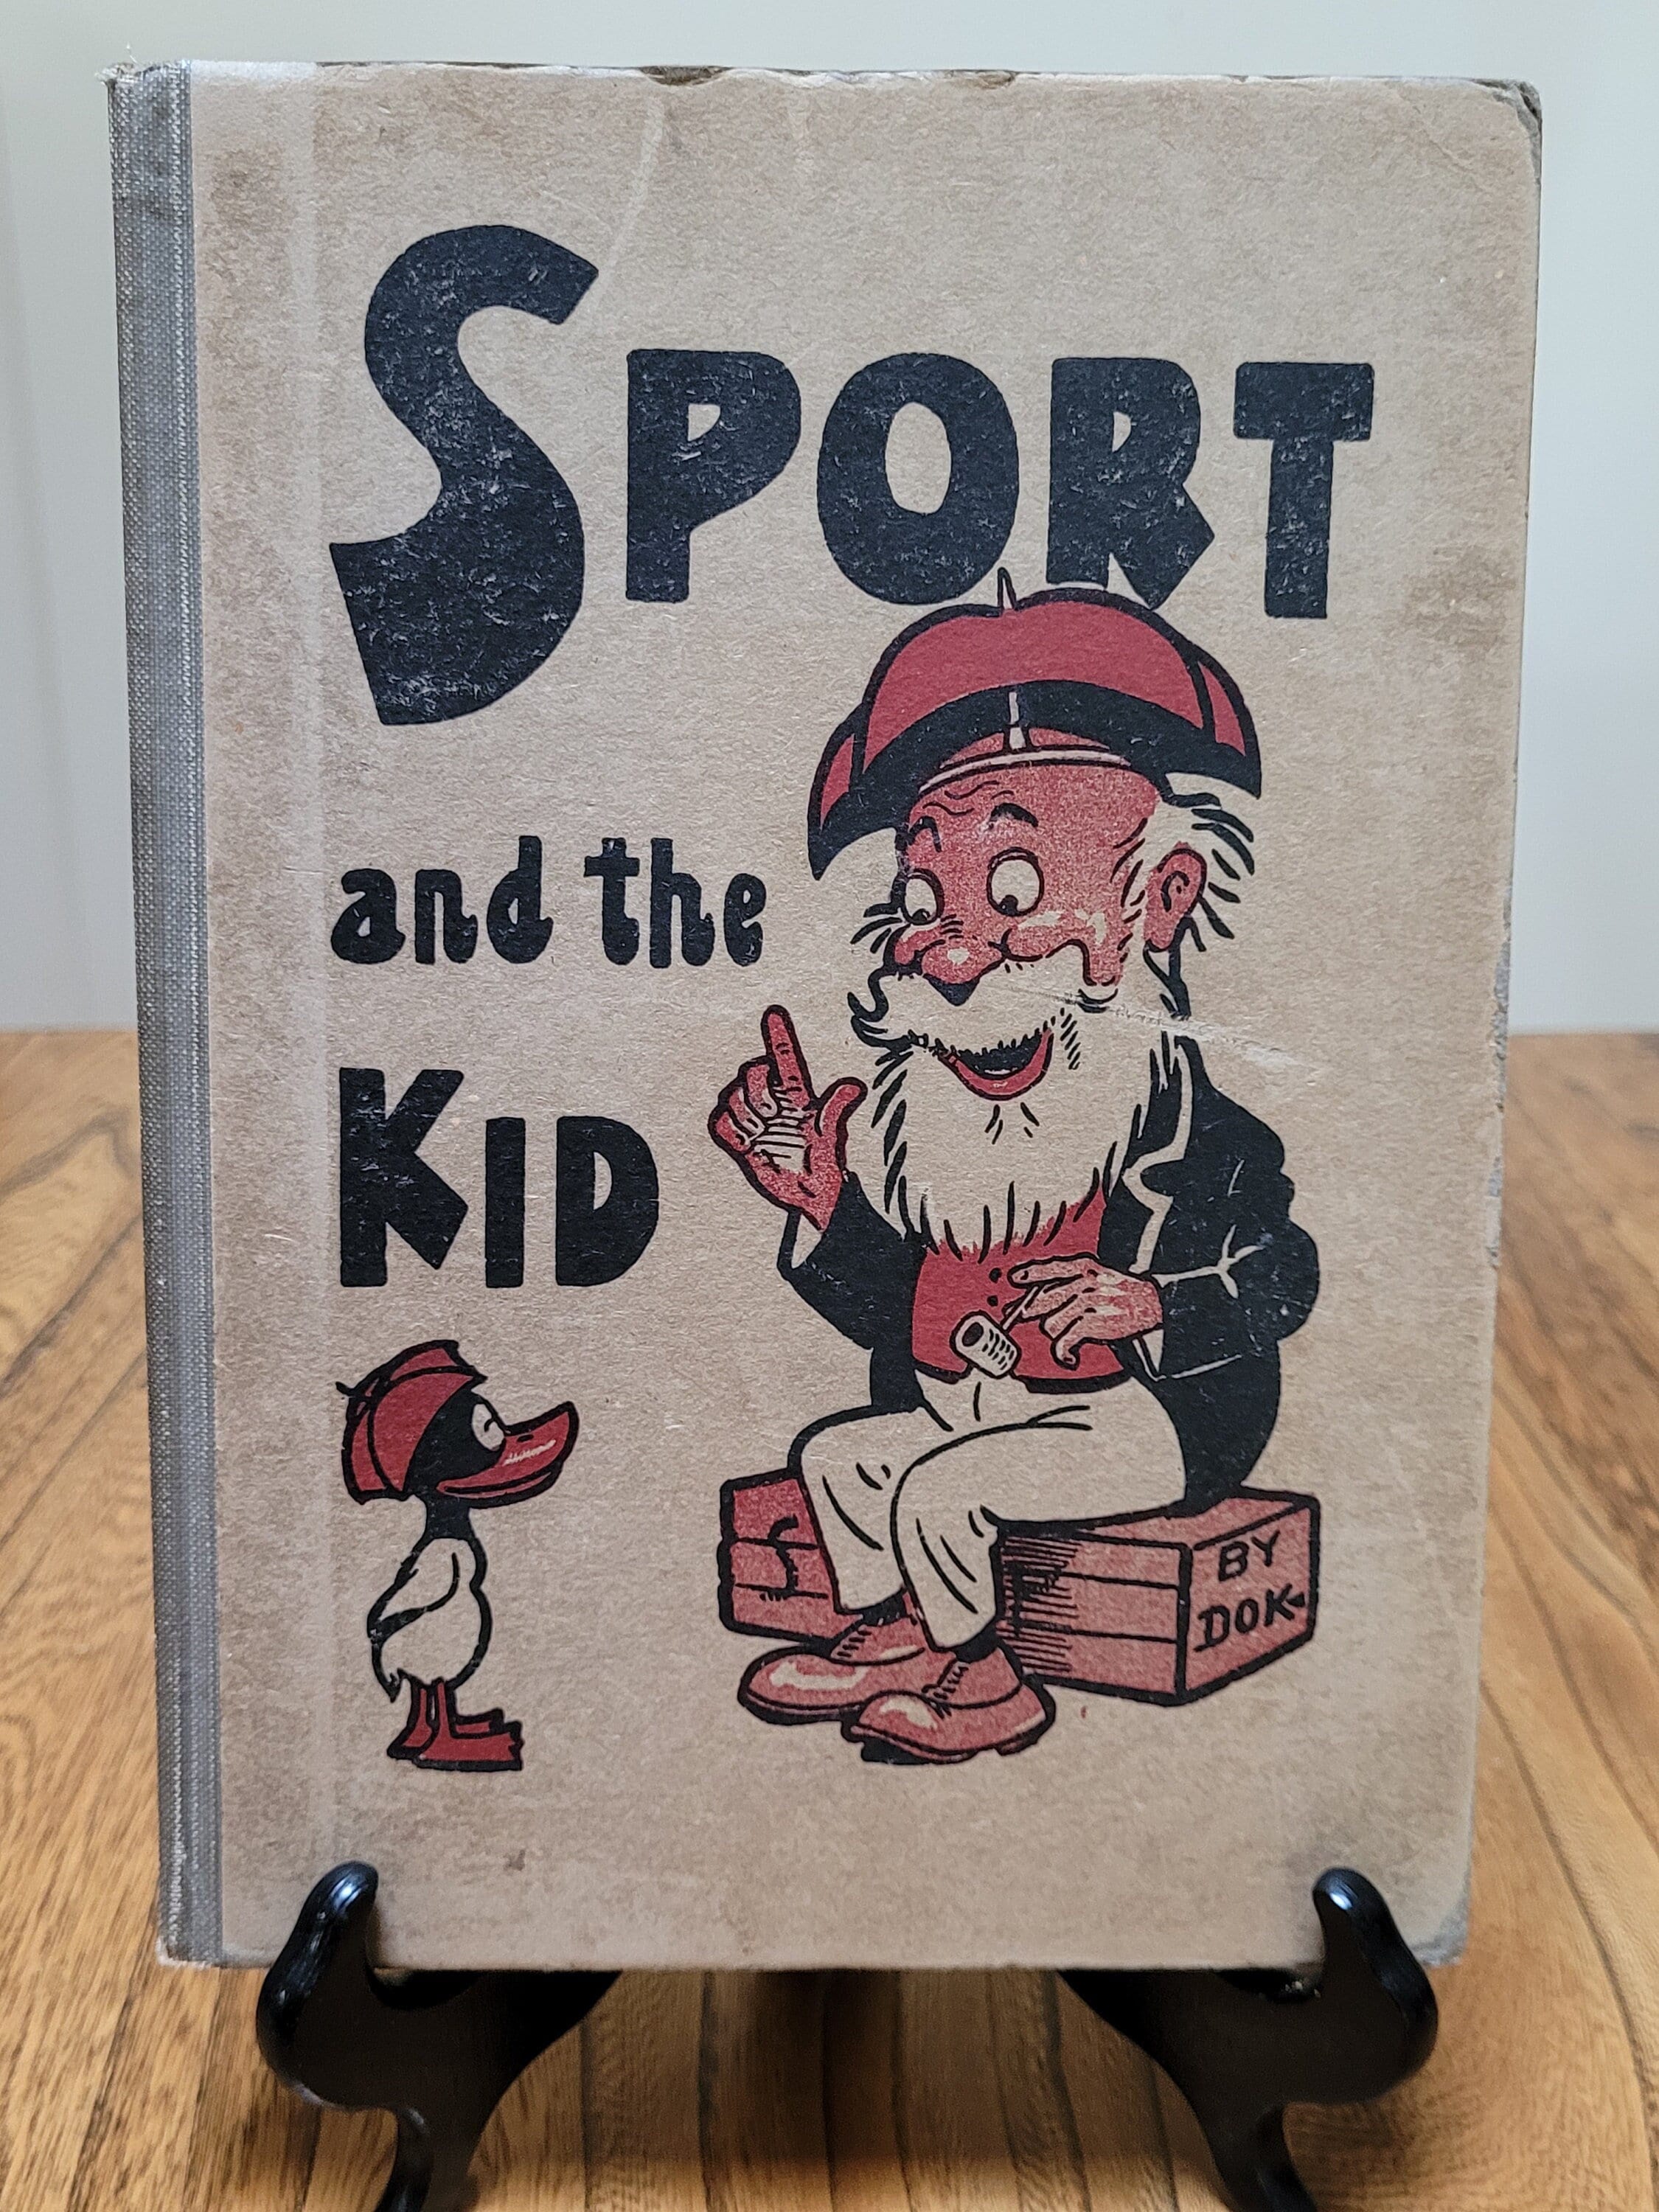 SPORT
and the
KID
BY
DOK